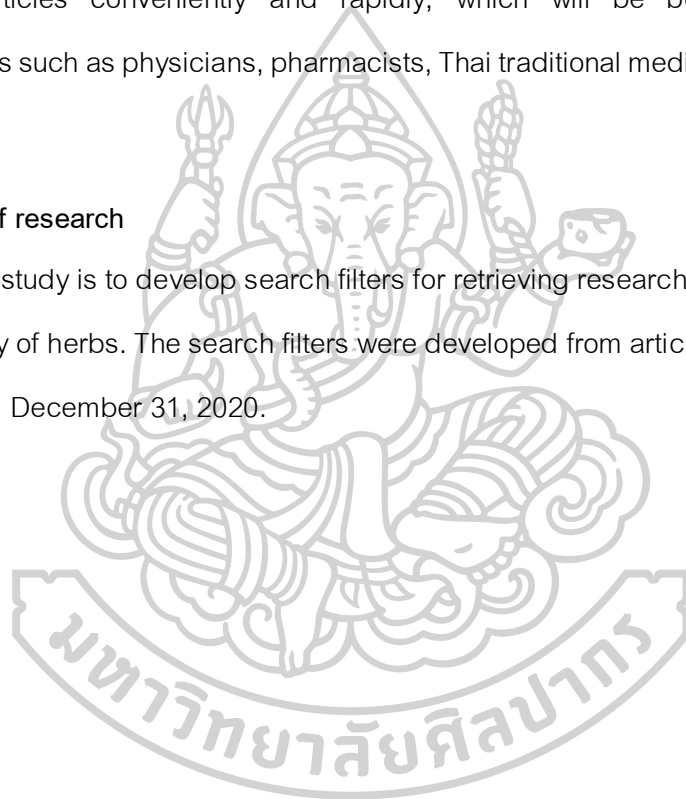 ticles conveniently and rapidly, which will be b
s such as physicians, pharmacists, Thai traditional medi
f research
study is to develop search filters for retrieving research
y of herbs. The search filters were developed from artic
December 31, 2020.
มหาวิทยาลัยศิลปากร